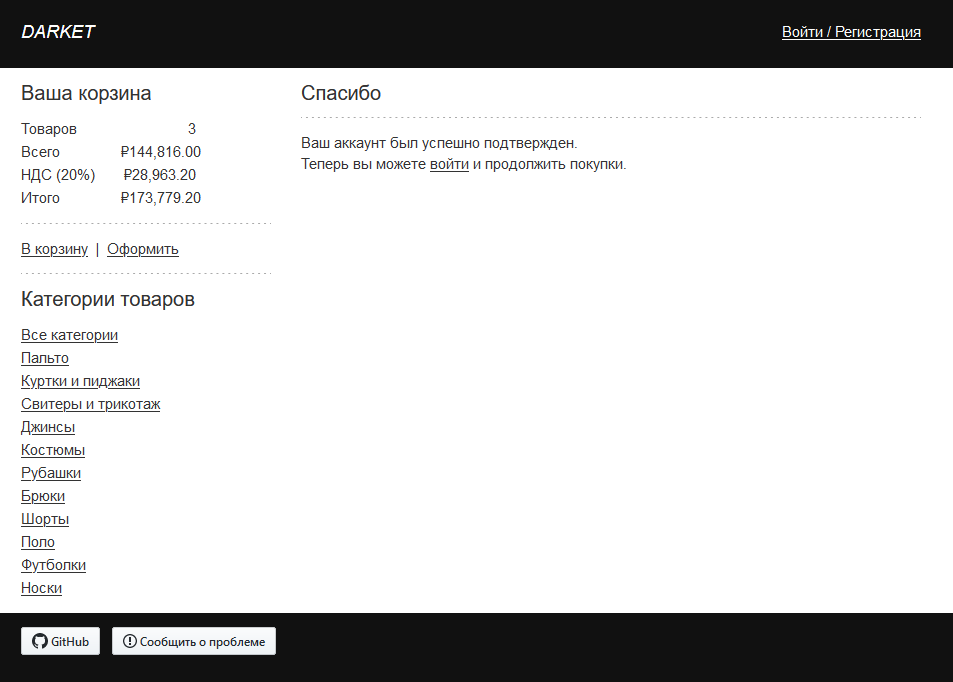 DARKET
Войти / Регистрация
Ваша корзина
Товаров 3
Всего ₽144,816.00
НДС (20%) ₽28,963.20
Итого ₽173,779.20
В корзину | Оформить
Категории товаров
Все категории
Пальто
Куртки и пиджаки
Свитеры и трикотаж
Джинсы
Костюмы
Рубашки
Брюки
Шорты
Поло
Футболки
Носки
Спасибо
Ваш аккаунт был успешно подтвержден.
Теперь вы можете войти и продолжить покупки.
GitHub
Сообщить о проблеме